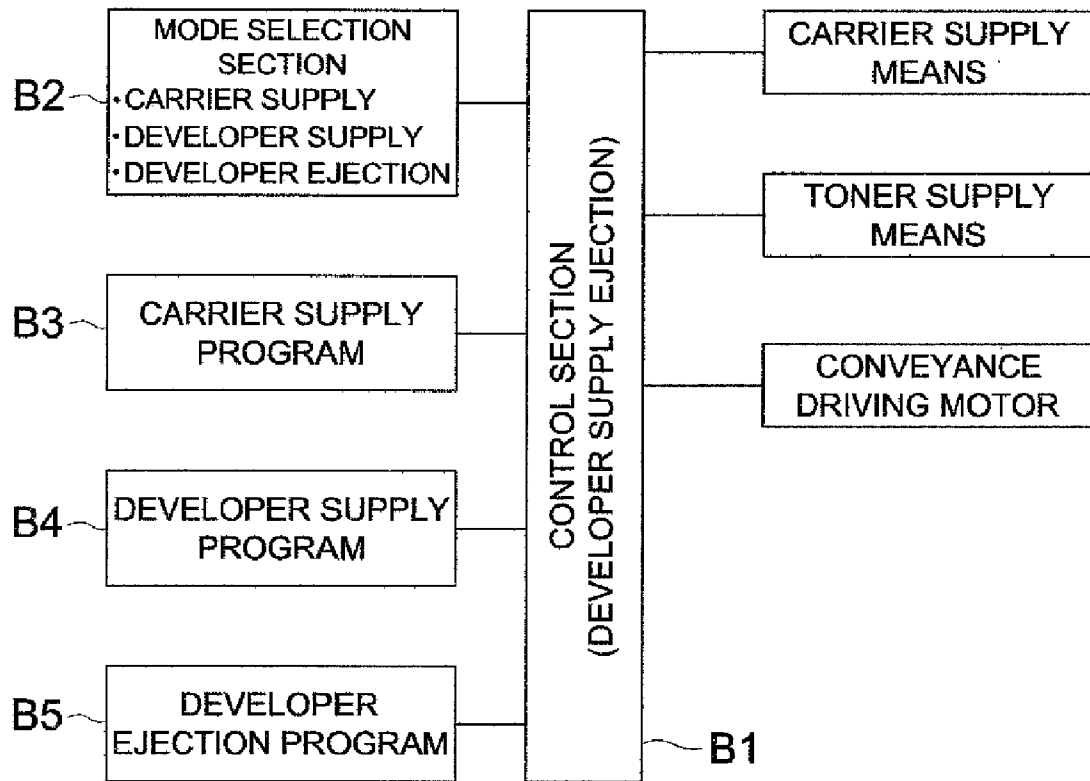 MODE SELECTION
SECTION
B2
・CARRIER SUPPLY
・DEVELOPER SUPPLY
・DEVELOPER EJECTION
B3
CARRIER SUPPLY
PROGRAM
B4
DEVELOPER SUPPLY
PROGRAM
B5
DEVELOPER
EJECTION PROGRAM
CONTROL SECTION
(DEVELOPER SUPPLY EJECTION)
B1
CARRIER SUPPLY
MEANS
TONER SUPPLY
MEANS
CONVEYANCE
DRIVING MOTOR